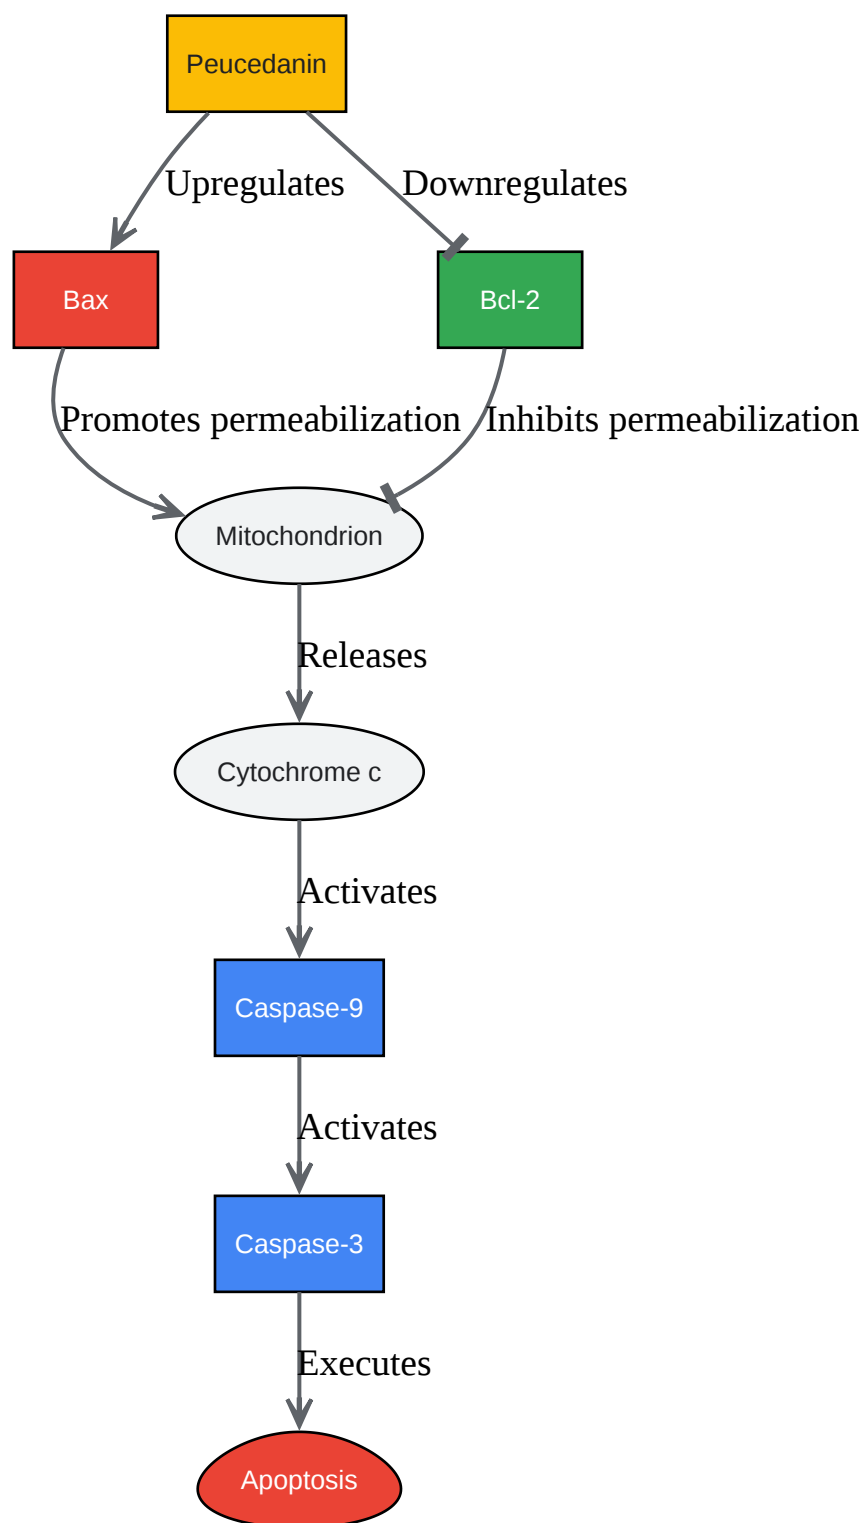 Peucedanin
Upregulates
Downregulates
Bax
Bcl-2
Promotes permeabilization
Inhibits permeabilization
Mitochondrion
Releases
Cytochrome c
Activates
Caspase-9
Activates
Caspase-3
Executes
Apoptosis